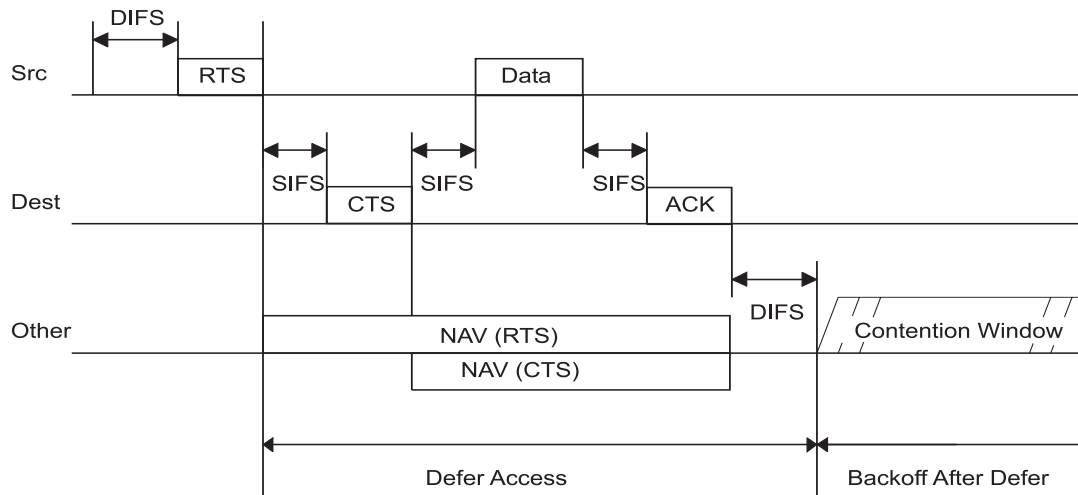 DIFS
Src
RTS
Data
SIFS
SIFS
SIFS
Dest
CTS
ACK
DIFS
Other
NAV (RTS)
Contention Window
NAV (CTS)
Defer Access
Backoff After Defer